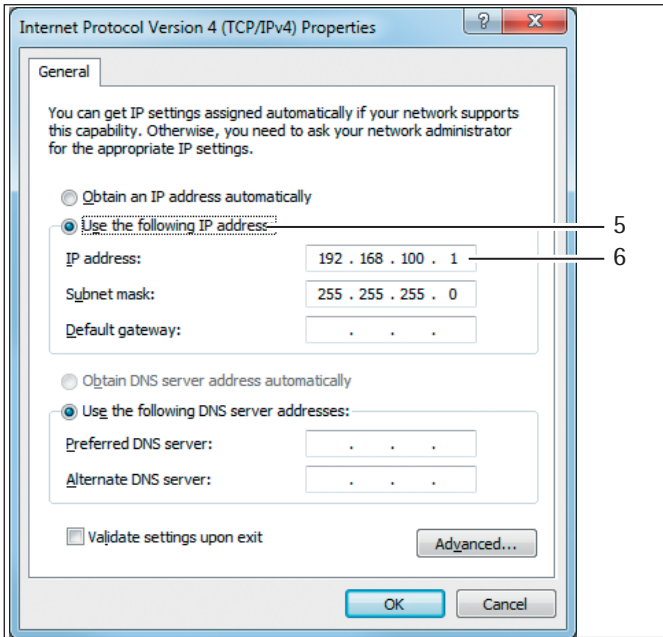 Internet Protocol Version 4 (TCP/IPv4) Properties
?
X
General
You can get IP settings assigned automatically if your network supports
this capability. Otherwise, you need to ask your network administrator
for the appropriate IP settings.
Obtain an IP address automatically
Use the following IP address: 5
IP address: 192 . 168 . 100 . 1 6
Subnet mask: 255 . 255 . 255 . 0
Default gateway: . . .
Obtain DNS server address automatically
Use the following DNS server addresses:
Preferred DNS server: . . .
Alternate DNS server: . . .
Validate settings upon exit
Advanced...
OK Cancel